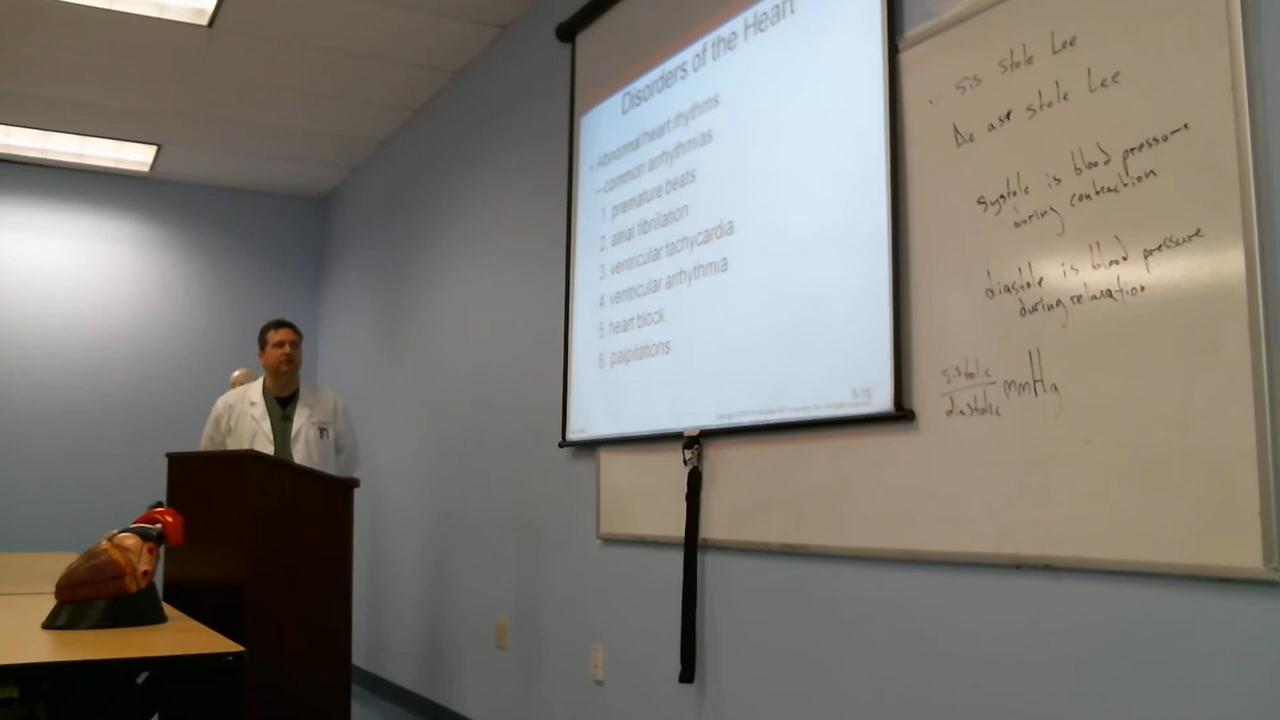 Disorders of the Heart
• Abnormal heart rhythms
– common arrhythmias
1. premature beats
2. atrial fibrillation
3. ventricular tachycardia
4. ventricular arrhythmia
5. heart block
6. palpitations
sis stole Lee
Die ase stole Lee
systole is blood pressure
during contraction
diastole is blood pressure
during relaxation
sistolic
diastolic
mmHg